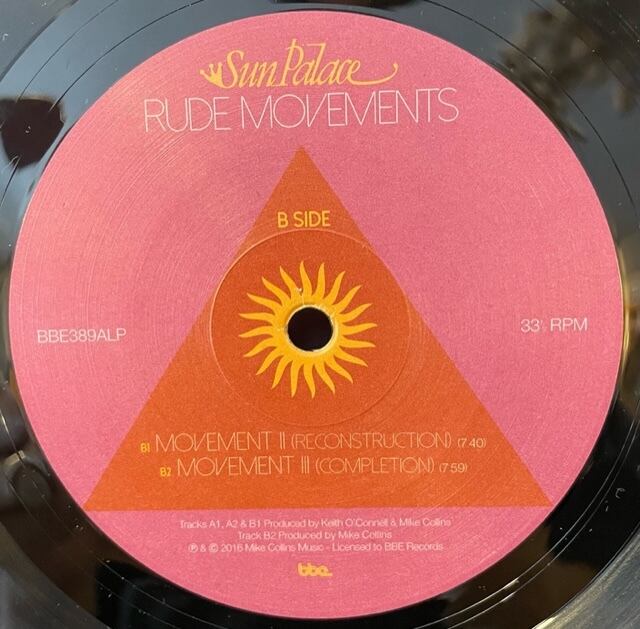 Sun Palace
RUDE MOVEMENTS
B SIDE
BBE389ALP
33⅓ RPM
B1 MOVEMENT II (RECONSTRUCTION) (7.40)
B2 MOVEMENT III (COMPLETION) (7.59)
Tracks A1, A2 & B1 Produced by Keith O'Connell & Mike Collins
Track B2 Produced by Mike Collins
℗ & © 2016 Mike Collins Music - Licensed to BBE Records
bbe.